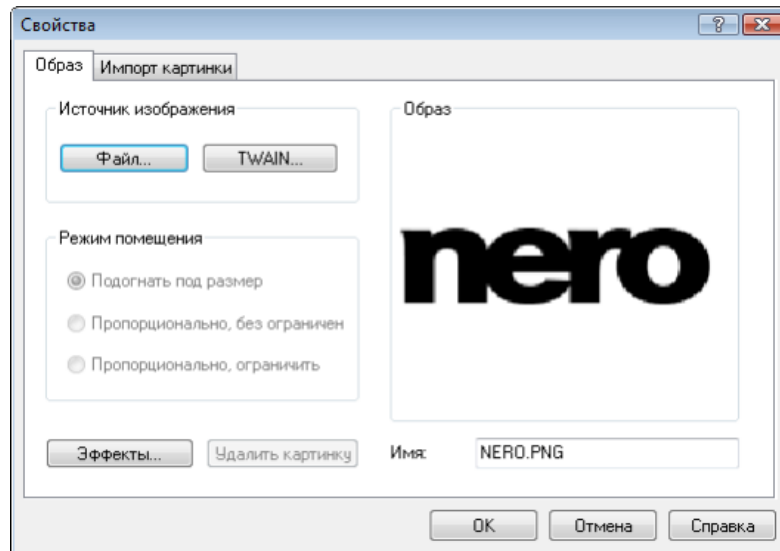 Свойства
Образ
Импорт картинки
Источник изображения
Файл...
TWAIN...
Режим помещения
Подогнать под размер
Пропорционально, без ограничен
Пропорционально, ограничить
Эффекты...
Удалить картинку
Образ
nero
Имя:
NERO.PNG
OK
Отмена
Справка